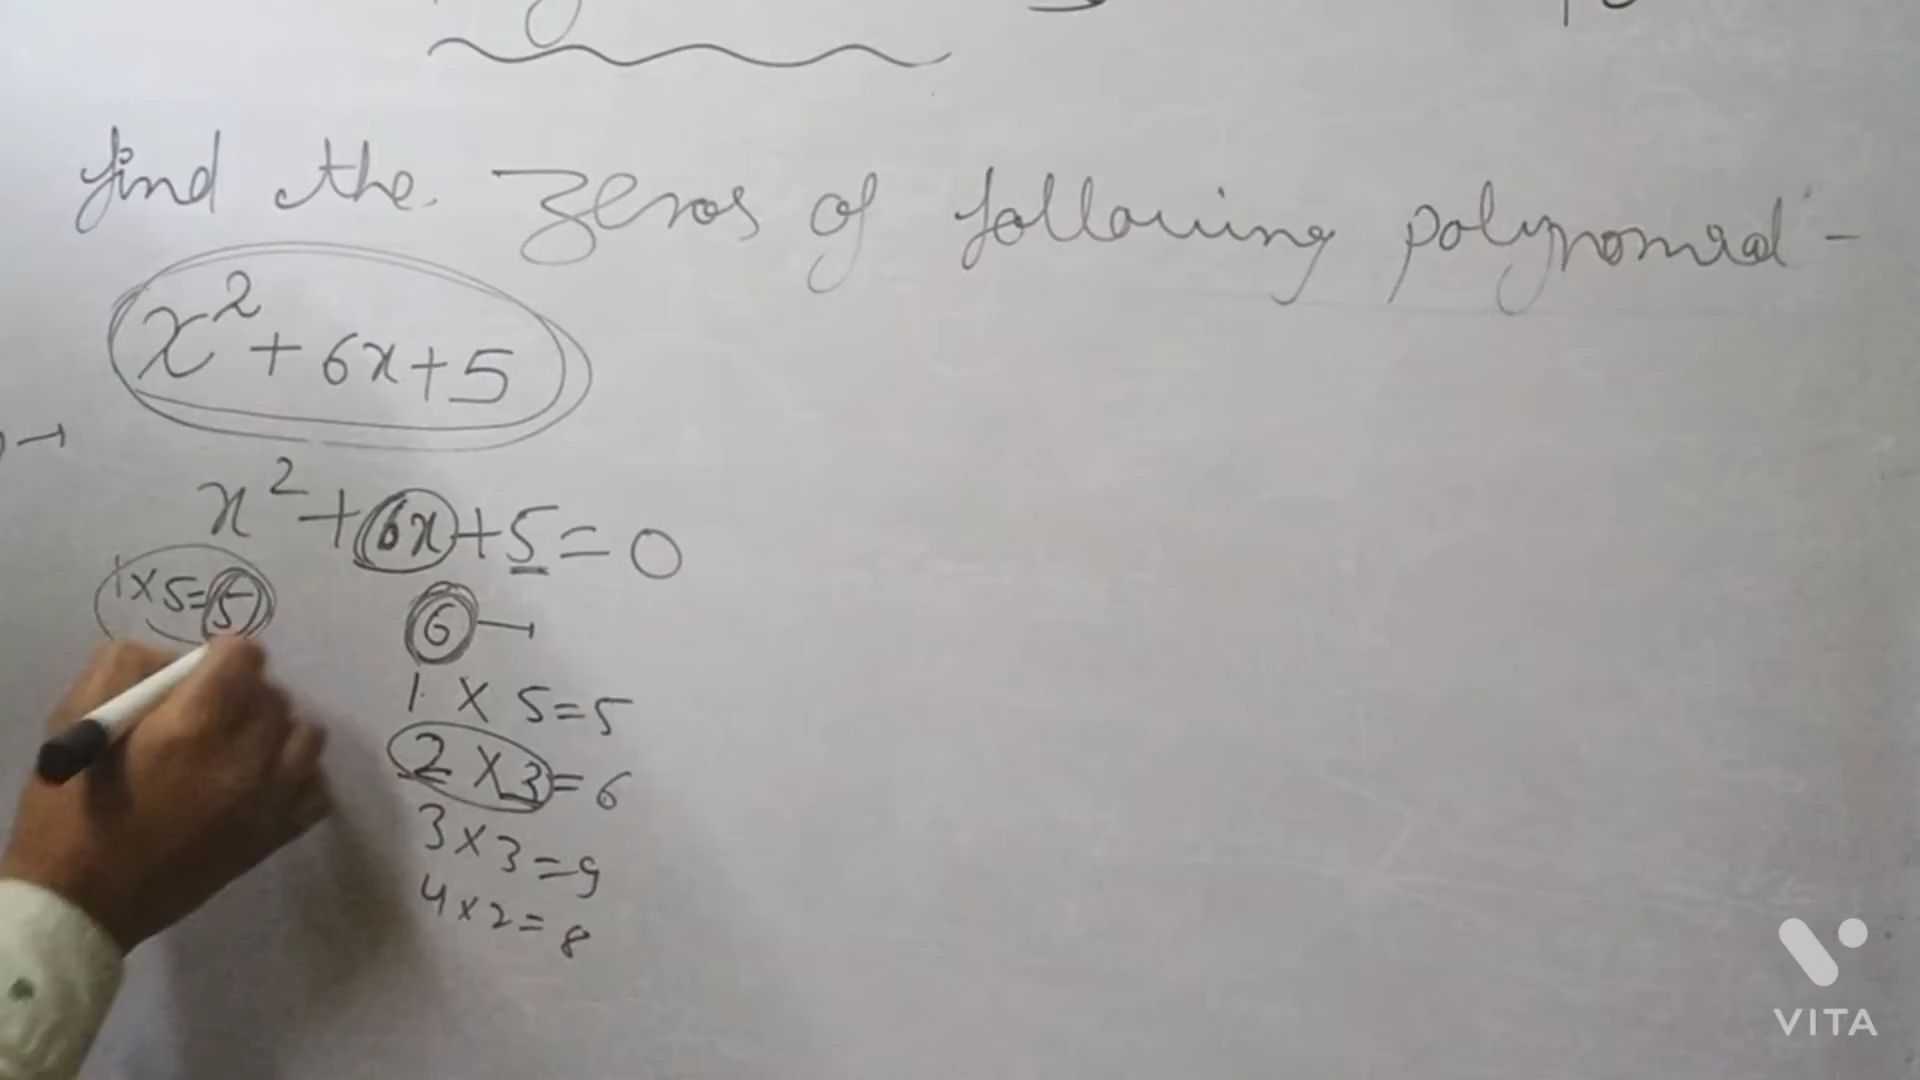 find the zeros of following polynomial -
x² + 6x + 5
x² + 6x + 5 = 0
1 × 5 = 5
6 →
1 × 5 = 5
2 × 3 = 6
3 × 3 = 9
4 × 2 = 8
VITA